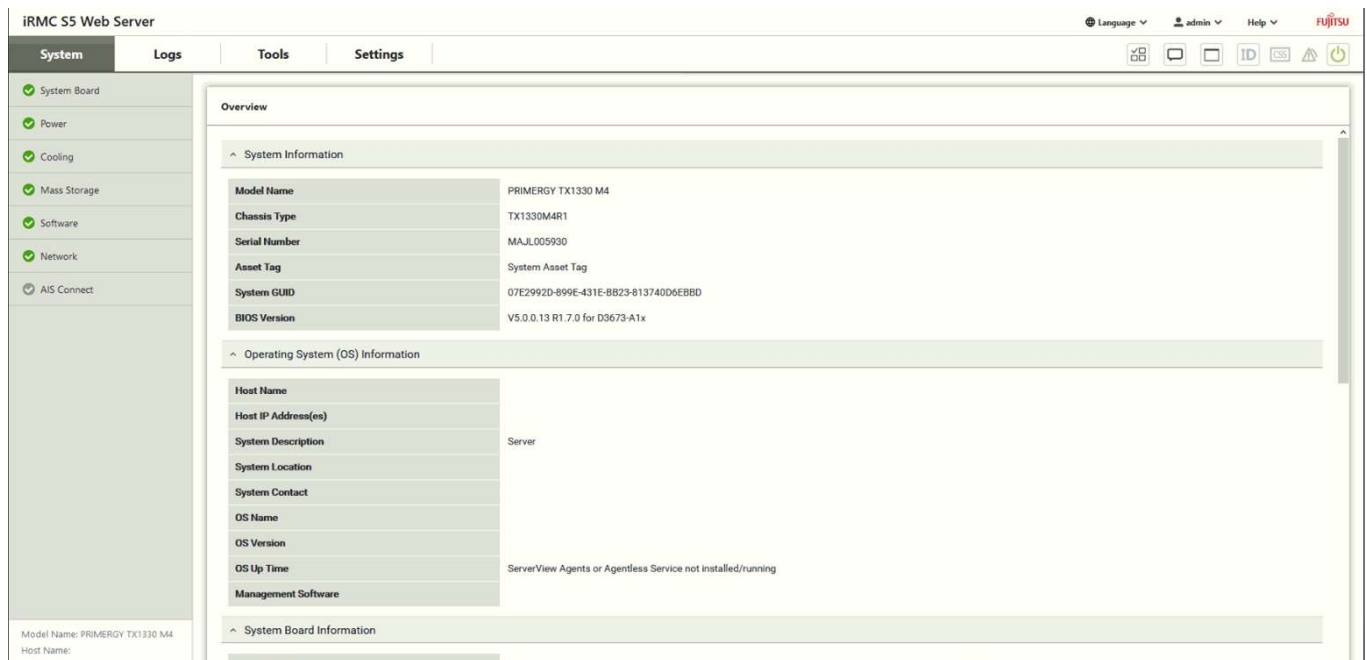 iRMC S5 Web Server
Language admin Help FUJITSU
System Logs Tools Settings
ID CSS
System Board
Power
Cooling
Mass Storage
Software
Network
AIS Connect
Overview
System Information
Model Name PRIMERGY TX1330 M4
Chassis Type TX1330M4R1
Serial Number MAJL005930
Asset Tag System Asset Tag
System GUID 07E2992D-899E-431E-BB23-813740D6EBBD
BIOS Version V5.0.0.13 R1.7.0 for D3673-A1x
Operating System (OS) Information
Host Name
Host IP Address(es)
System Description Server
System Location
System Contact
OS Name
OS Version
OS Up Time ServerView Agents or Agentless Service not installed/running
Management Software
System Board Information
Model Name: PRIMERGY TX1330 M4
Host Name: